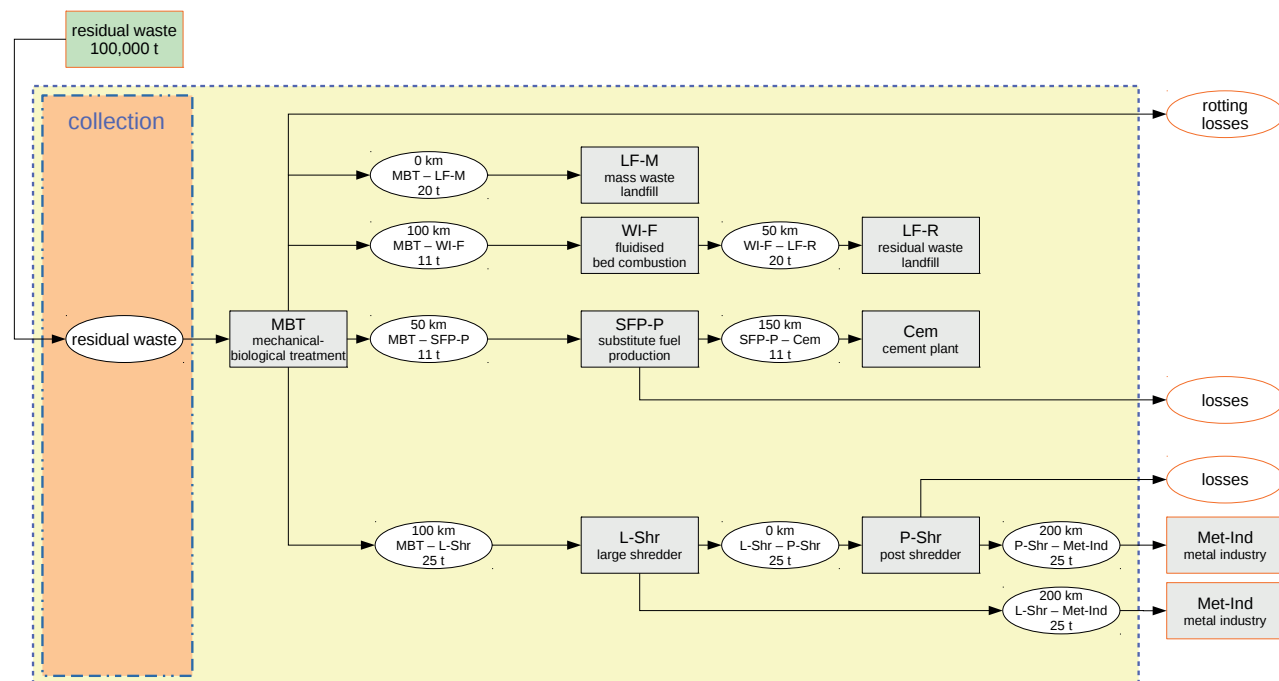 residual waste
100,000 t
collection
rotting
losses
0 km
MBT – LF-M
20 t
LF-M
mass waste
landfill
100 km
MBT – WI-F
11 t
WI-F
fluidised
bed combustion
50 km
WI-F – LF-R
20 t
LF-R
residual waste
landfill
residual waste
MBT
mechanical-
biological treatment
50 km
MBT – SFP-P
11 t
SFP-P
substitute fuel
production
150 km
SFP-P – Cem
11 t
Cem
cement plant
losses
losses
100 km
MBT – L-Shr
25 t
L-Shr
large shredder
0 km
L-Shr – P-Shr
25 t
P-Shr
post shredder
200 km
P-Shr – Met-Ind
25 t
Met-Ind
metal industry
200 km
L-Shr – Met-Ind
25 t
Met-Ind
metal industry